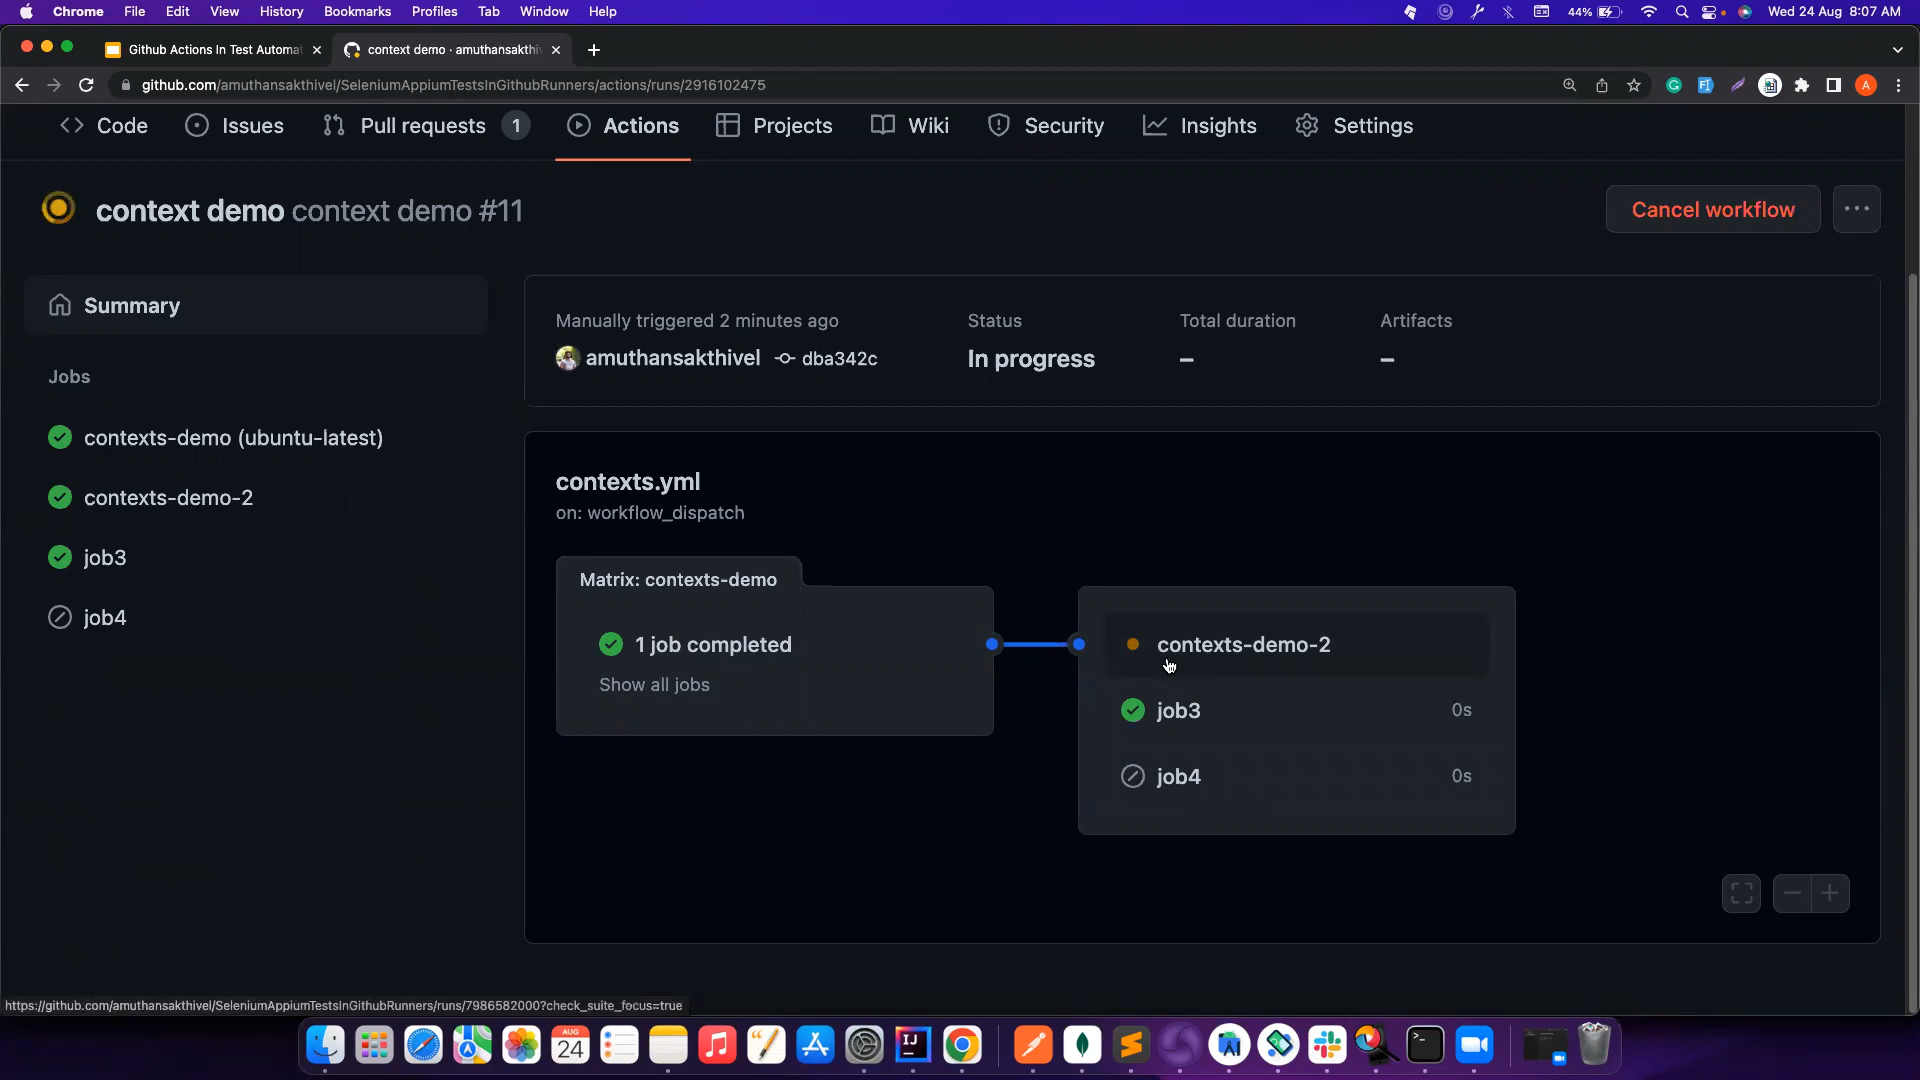 Chrome File Edit View History Bookmarks Profiles Tab Window Help 44% Wed 24 Aug 8:07 AM
Github Actions In Test Automat context demo · amuthansakthiv
github.com/amuthansakthivel/SeleniumAppiumTestsInGithubRunners/actions/runs/2916102475 A
Code Issues Pull requests 1 Actions Projects Wiki Security Insights Settings
context demo context demo #11 Cancel workflow
Summary
Manually triggered 2 minutes ago Status Total duration Artifacts
amuthansakthivel dba342c In progress – –
Jobs
contexts-demo (ubuntu-latest)
contexts-demo-2
job3
job4
contexts.yml
on: workflow_dispatch
Matrix: contexts-demo
1 job completed
Show all jobs
contexts-demo-2
job3 0s
job4 0s
https://github.com/amuthansakthivel/SeleniumAppiumTestsInGithubRunners/runs/7986582000?check_suite_focus=true
AUG
24
IJ